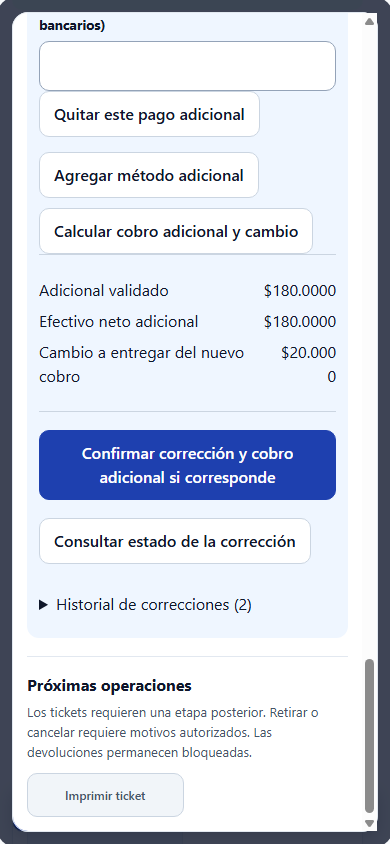 bancarios)
Quitar este pago adicional
Agregar método adicional
Calcular cobro adicional y cambio
Adicional validado $180.0000
Efectivo neto adicional $180.0000
Cambio a entregar del nuevo $20.000
cobro 0
Confirmar corrección y cobro
adicional si corresponde
Consultar estado de la corrección
Historial de correcciones (2)
Próximas operaciones
Los tickets requieren una etapa posterior. Retirar o
cancelar requiere motivos autorizados. Las
devoluciones permanecen bloqueadas.
Imprimir ticket